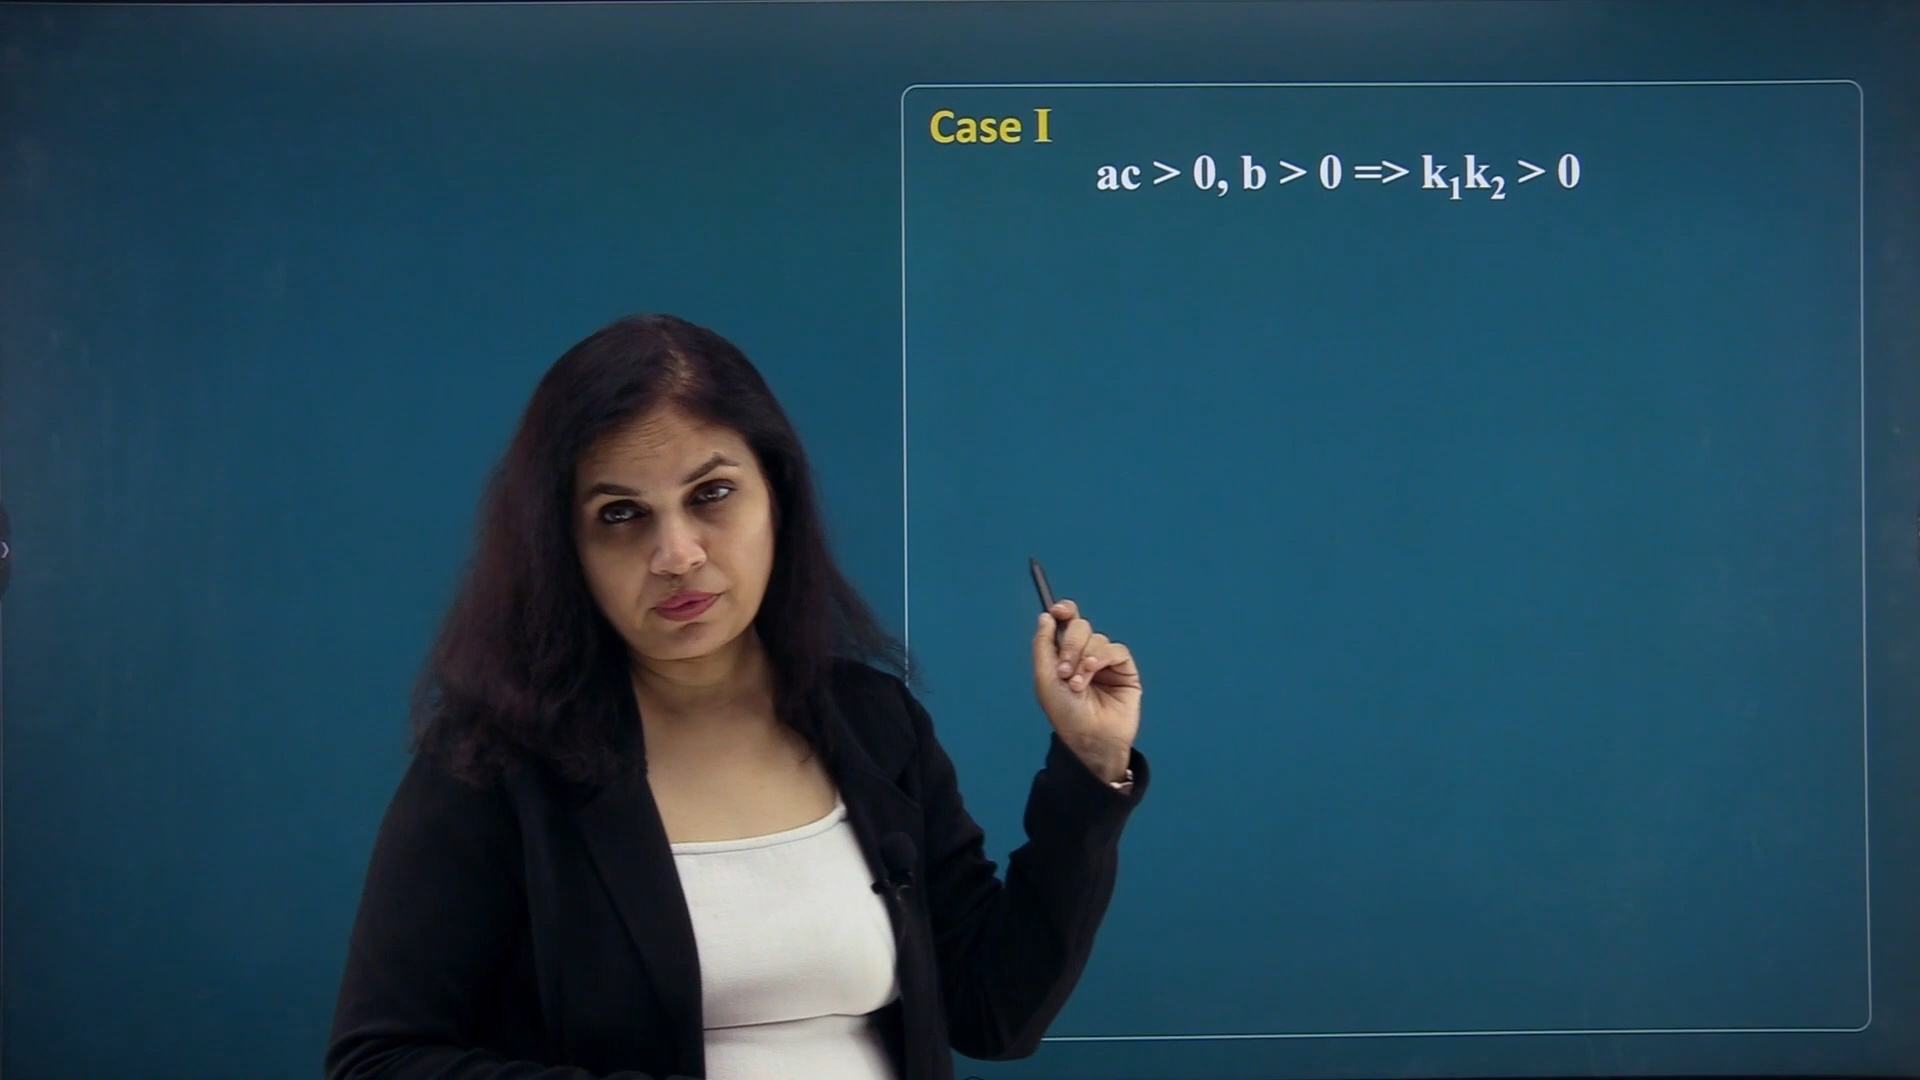 Case I
ac > 0, b > 0 => k₁k₂ > 0